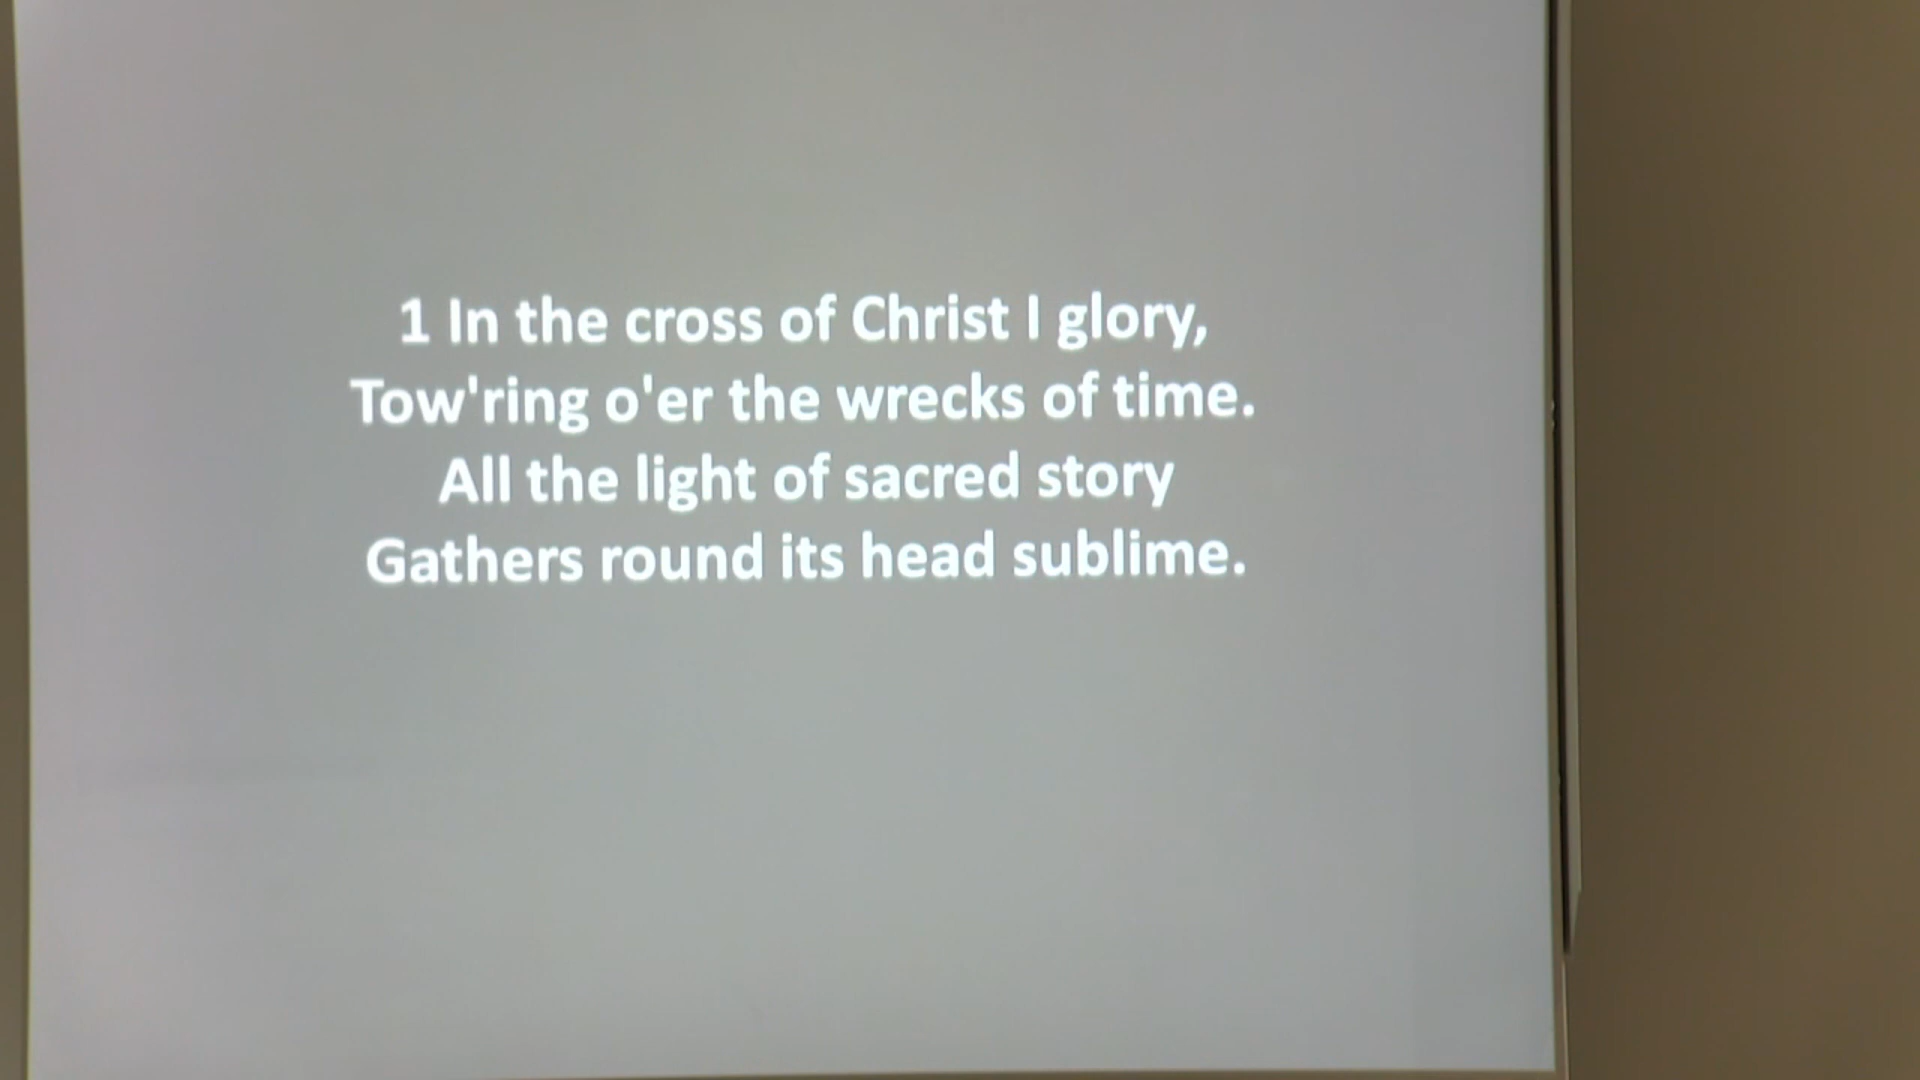 1 In the cross of Christ I glory,
Tow'ring o'er the wrecks of time.
All the light of sacred story
Gathers round its head sublime.